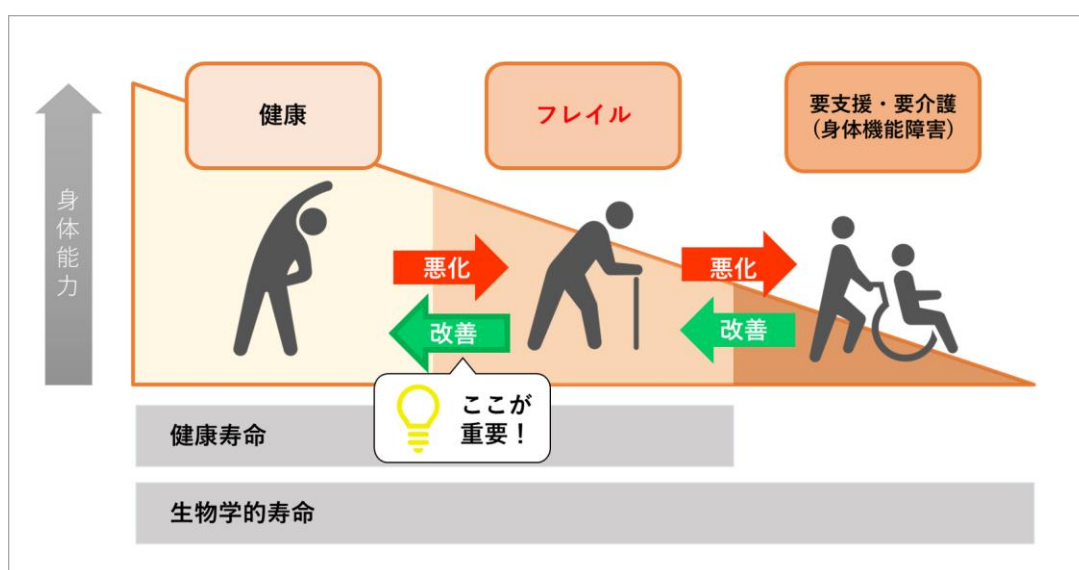 健康
フレイル
要支援・要介護
(身体機能障害)
身体能力
悪化
悪化
改善
改善
ここが
重要！
健康寿命
生物学的寿命